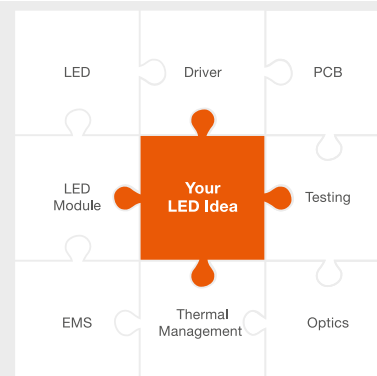 LED
Driver
PCB
LED
Module
Your
LED Idea
Testing
EMS
Thermal
Management
Optics